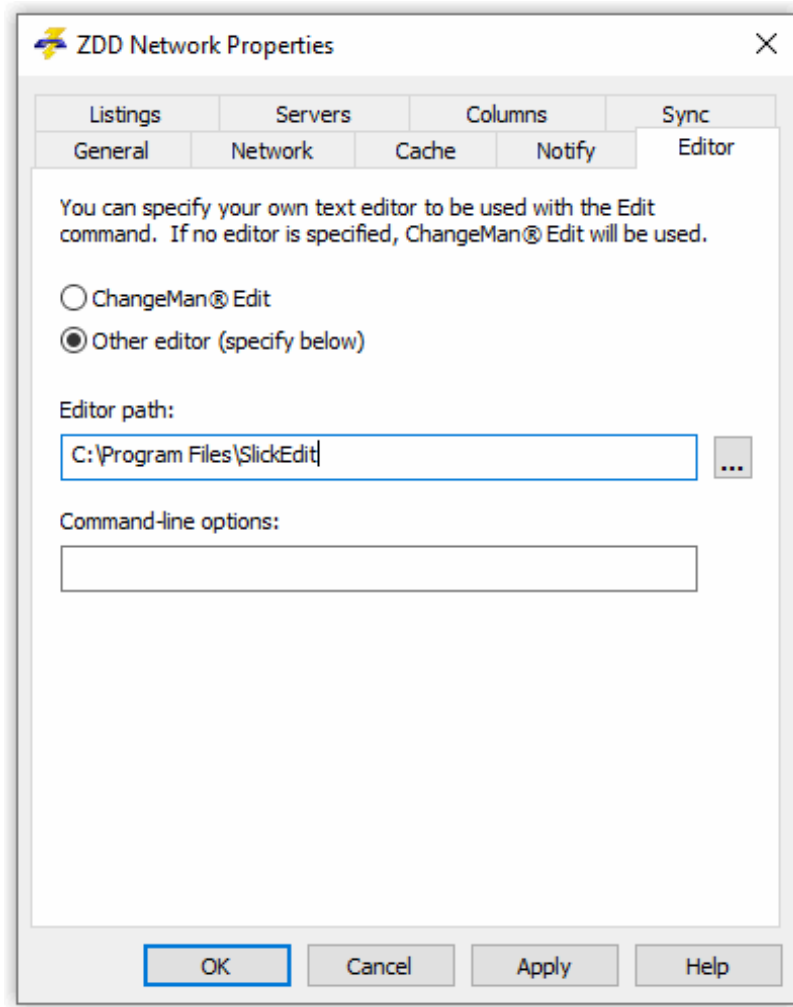 ZDD Network Properties
Listings Servers Columns Sync
General Network Cache Notify Editor
You can specify your own text editor to be used with the Edit
command.  If no editor is specified, ChangeMan® Edit will be used.
ChangeMan® Edit
Other editor (specify below)
Editor path:
C:\Program Files\SlickEdit
...
Command-line options:
OK Cancel Apply Help